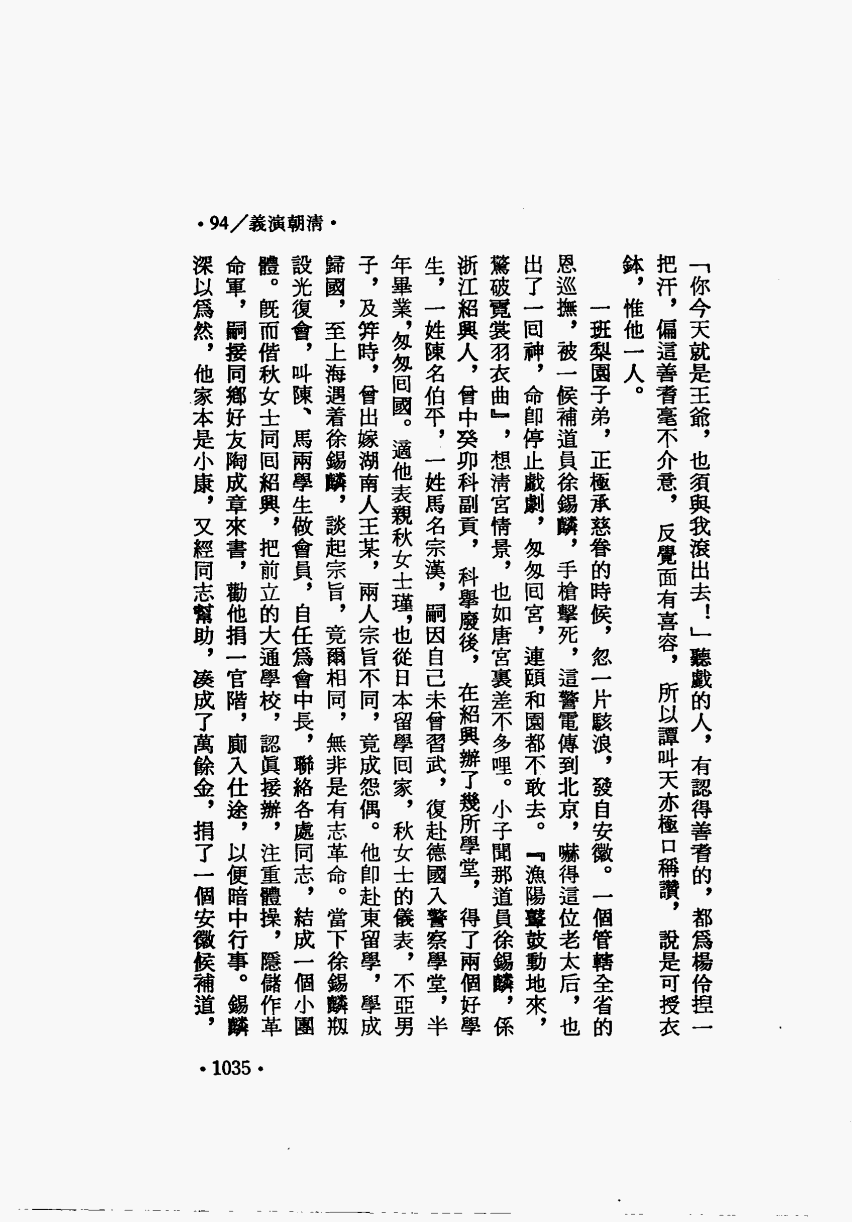 •94／義演朝淸•
「你今天就是王爺，也須與我滾出去！」聽戲的人，有認得善耆的，都爲楊伶揑一
把汗，偏這善耆毫不介意，反覺面有喜容，所以譚叫天亦極口稱讚，說是可授衣
鉢，惟他一人。
一班梨園子弟，正極承慈眷的時候，忽一片駭浪，發自安徽。一個管轄全省的
恩巡撫，被一候補道員徐錫麟，手槍擊死，這警電傳到北京，嚇得這位老太后，也
出了一回神，命卽停止戲劇，匆匆回宮，連頤和園都不敢去。『漁陽鼙鼓動地來，
驚破霓裳羽衣曲』，想淸宮情景，也如唐宮裏差不多哩。小子聞那道員徐錫麟，係
浙江紹興人，曾中癸卯科副貢，科舉廢後，在紹興辦了幾所學堂，得了兩個好學
生，一姓陳名伯平，一姓馬名宗漢，嗣因自己未曾習武，復赴德國入警察學堂，半
年畢業，匆匆回國。適他表親秋女士瑾，也從日本留學回家，秋女士的儀表，不亞男
子，及笄時，曾出嫁湖南人王某，兩人宗旨不同，竟成怨偶。他卽赴東留學，學成
歸國，至上海遇着徐錫麟，談起宗旨，竟爾相同，無非是有志革命。當下徐錫麟剏
設光復會，叫陳、馬兩學生做會員，自任爲會中長，聯絡各處同志，結成一個小團
體。旣而偕秋女士同回紹興，把前立的大通學校，認眞接辦，注重體操，隱儲作革
命軍，嗣接同鄉好友陶成章來書，勸他捐一官階，廁入仕途，以便暗中行事。錫麟
深以爲然，他家本是小康，又經同志幫助，凑成了萬餘金，捐了一個安徽候補道，
•1035•